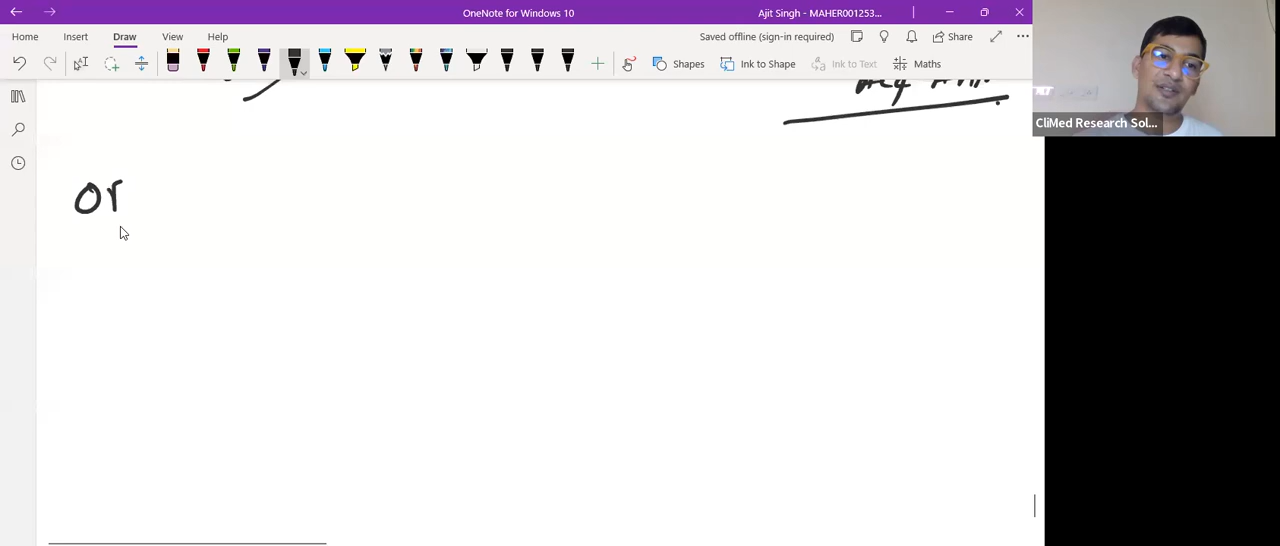 OneNote for Windows 10
Ajit Singh - MAHER001253...
Home Insert Draw View Help
Saved offline (sign-in required)
Share
Shapes
Ink to Shape
Ink to Text
Maths
CliMed Research Sol...
or